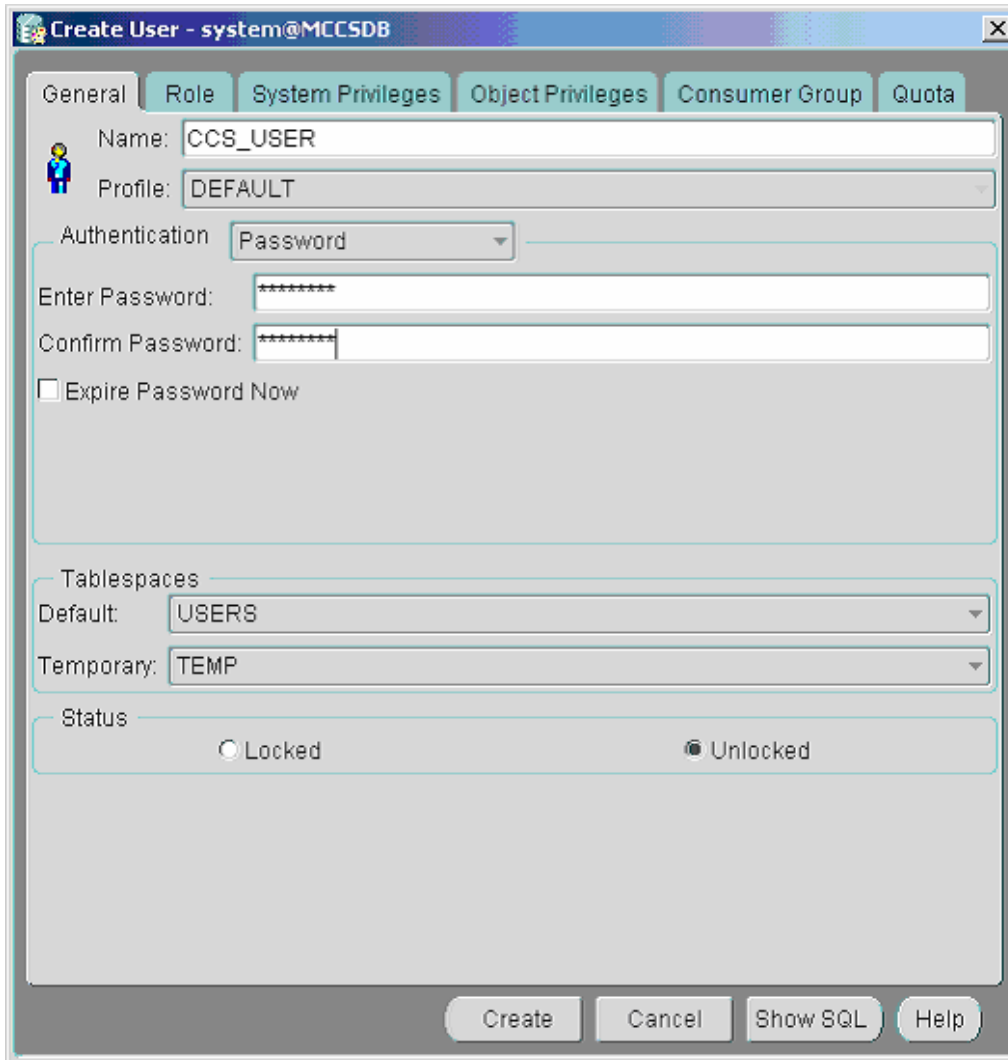 Create User - system@MCCSDB
General Role System Privileges Object Privileges Consumer Group Quota
Name: CCS_USER
Profile: DEFAULT
Authentication Password
Enter Password: ********
Confirm Password: ********
Expire Password Now
Tablespaces
Default: USERS
Temporary: TEMP
Status
Locked Unlocked
Create Cancel Show SQL Help